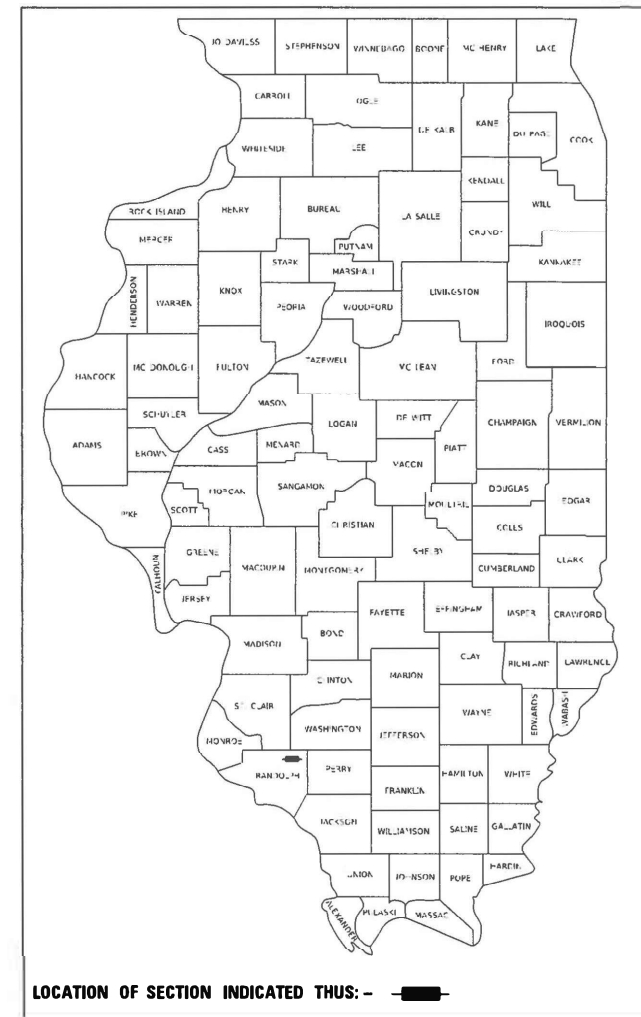 JO DAVIESS STEPHENSON WINNEBAGO BOONE MC HENRY LAKE
CARROLL OGLE DE KALB KANE DU PAGE COOK
WHITESIDE LEE KENDALL
ROCK ISLAND HENRY BUREAU LA SALLE GRUNDY WILL
MERCER PUTNAM KANKAKEE
HENDERSON WARREN KNOX STARK MARSHALL
PEORIA WOODFORD LIVINGSTON IROQUOIS
HANCOCK MC DONOUGH FULTON TAZEWELL MC LEAN FORD
SCHUYLER MASON LOGAN DE WITT CHAMPAIGN VERMILION
ADAMS BROWN CASS MENARD MACON PIATT
PIKE SCOTT MORGAN SANGAMON MOULTRIE DOUGLAS EDGAR
CHRISTIAN COLES
CALHOUN GREENE MACOUPIN MONTGOMERY SHELBY CUMBERLAND CLARK
JERSEY FAYETTE EFFINGHAM JASPER CRAWFORD
MADISON BOND CLAY RICHLAND LAWRENCE
CLINTON MARION
ST. CLAIR WASHINGTON JEFFERSON WAYNE EDWARDS WABASH
MONROE
RANDOLPH PERRY FRANKLIN HAMILTON WHITE
JACKSON WILLIAMSON SALINE GALLATIN
UNION JOHNSON POPE HARDIN
ALEXANDER PULASKI MASSAC
LOCATION OF SECTION INDICATED THUS: -